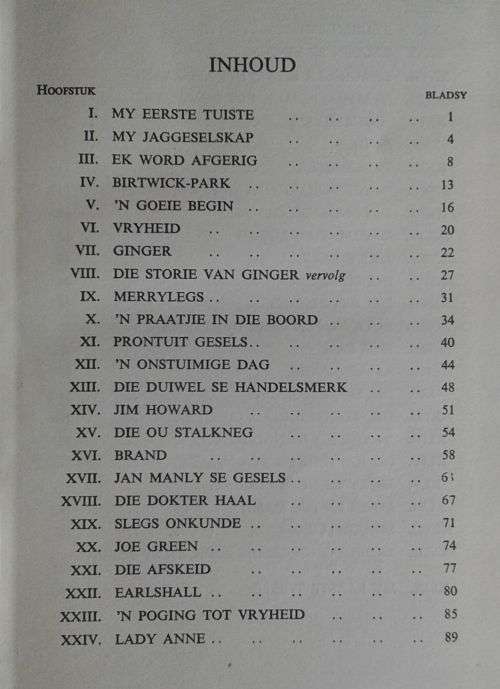 INHOUD
HOOFSTUK BLADSY
I. MY EERSTE TUISTE .. .. .. .. 1
II. MY JAGGESELSKAP .. .. .. .. 4
III. EK WORD AFGERIG .. .. .. .. 8
IV. BIRTWICK-PARK .. .. .. .. .. 13
V. 'N GOEIE BEGIN .. .. .. .. .. 16
VI. VRYHEID .. .. .. .. .. .. 20
VII. GINGER .. .. .. .. .. .. 22
VIII. DIE STORIE VAN GINGER vervolg .. .. 27
IX. MERRYLEGS .. .. .. .. .. .. 31
X. 'N PRAATJIE IN DIE BOORD .. .. .. 34
XI. PRONTUIT GESELS .. .. .. .. .. 40
XII. 'N ONSTUIMIGE DAG .. .. .. .. 44
XIII. DIE DUIWEL SE HANDELSMERK .. .. 48
XIV. JIM HOWARD .. .. .. .. .. 51
XV. DIE OU STALKNEG .. .. .. .. 54
XVI. BRAND .. .. .. .. .. .. 58
XVII. JAN MANLY SE GESELS .. .. .. ..
XVIII. DIE DOKTER HAAL .. .. .. .. 67
XIX. SLEGS ONKUNDE .. .. .. .. .. 71
XX. JOE GREEN .. .. .. .. .. .. 74
XXI. DIE AFSKEID .. .. .. .. .. 77
XXII. EARLSHALL .. .. .. .. .. .. 80
XXIII. 'N POGING TOT VRYHEID .. .. .. 85
XXIV. LADY ANNE .. .. .. .. .. .. 89